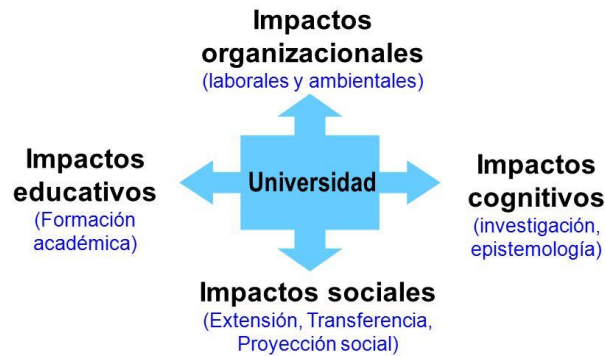 Impactos
organizacionales
(laborales y ambientales)
Impactos
educativos
(Formación
académica)
Universidad
Impactos
cognitivos
(investigación,
epistemología)
Impactos sociales
(Extensión, Transferencia,
Proyección social)